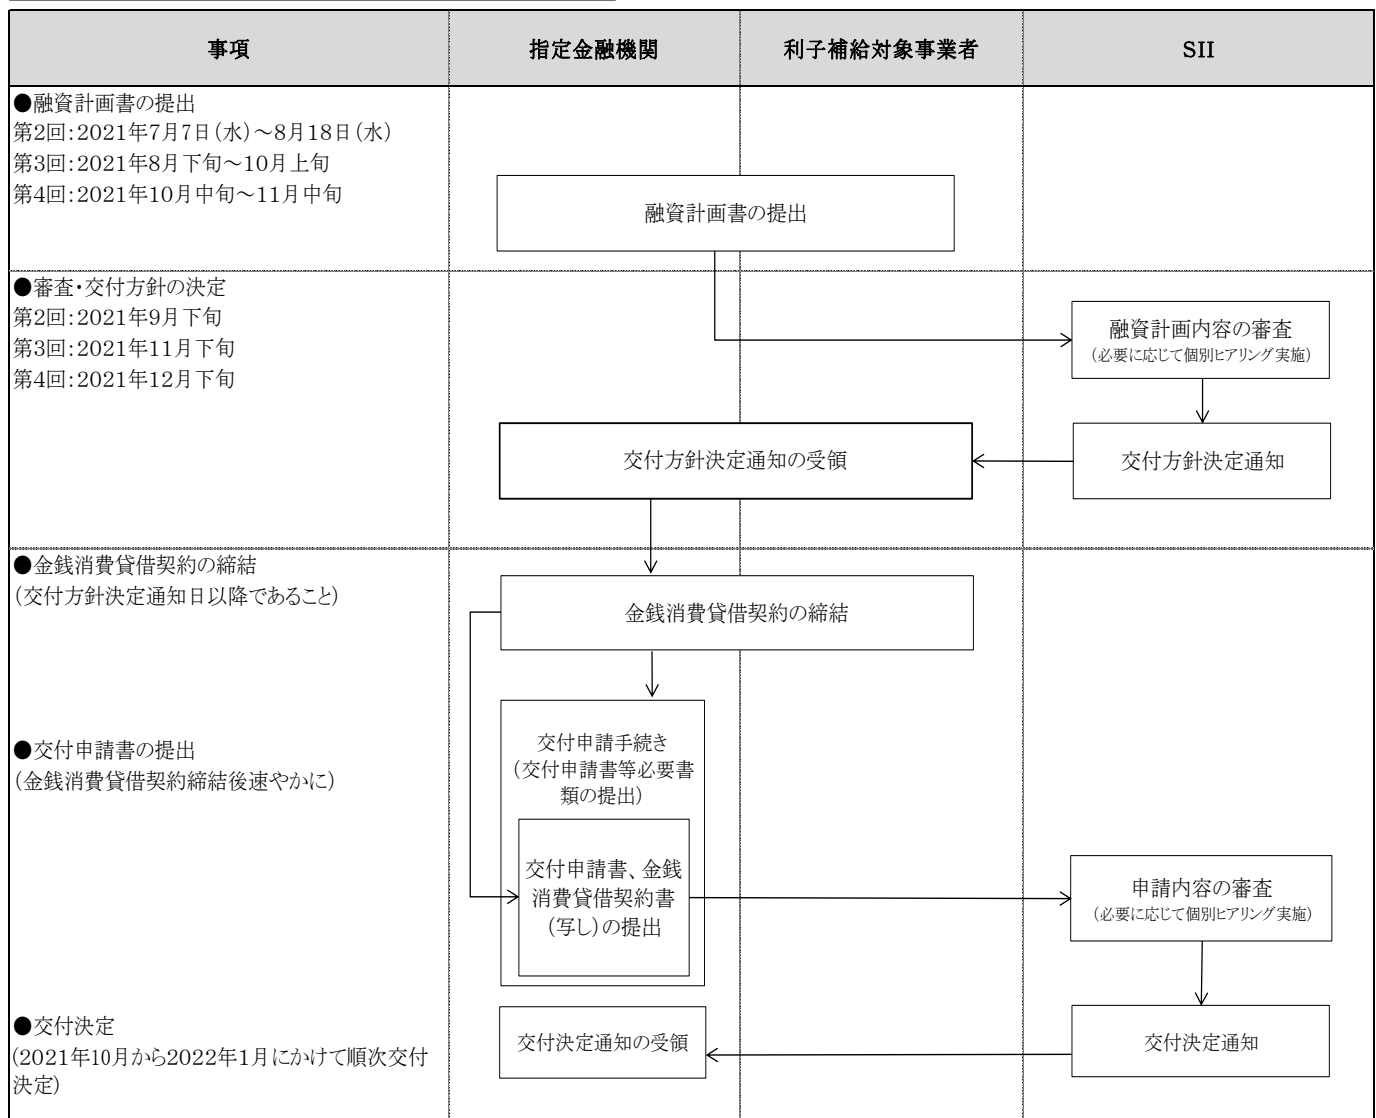 事項
指定金融機関
利子補給対象事業者
SII
●融資計画書の提出
第2回：2021年7月7日（水）～8月18日（水）
第3回：2021年8月下旬～10月上旬
第4回：2021年10月中旬～11月中旬
融資計画書の提出
●審査・交付方針の決定
第2回：2021年9月下旬
第3回：2021年11月下旬
第4回：2021年12月下旬
融資計画内容の審査
（必要に応じて個別ヒアリング実施）
交付方針決定通知の受領
交付方針決定通知
●金銭消費貸借契約の締結
（交付方針決定通知日以降であること）
金銭消費貸借契約の締結
●交付申請書の提出
（金銭消費貸借契約締結後速やかに）
交付申請手続き
（交付申請書等必要書
類の提出）
交付申請書、金銭
消費貸借契約書
（写し）の提出
申請内容の審査
（必要に応じて個別ヒアリング実施）
●交付決定
（2021年10月から2022年1月にかけて順次交付
決定）
交付決定通知の受領
交付決定通知